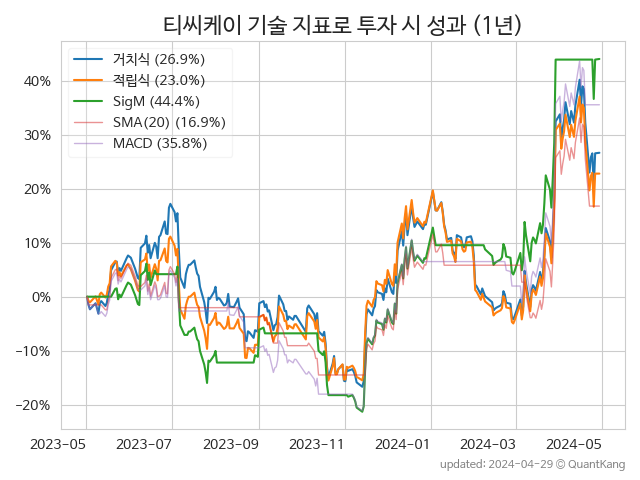 티씨케이 기술 지표로 투자 시 성과 (1년)
거치식 (26.9%)
적립식 (23.0%)
SigM (44.4%)
SMA(20) (16.9%)
MACD (35.8%)
40%
30%
20%
10%
0%
−10%
−20%
2023-05 2023-07 2023-09 2023-11 2024-01 2024-03 2024-05
updated: 2024-04-29 © QuantKang